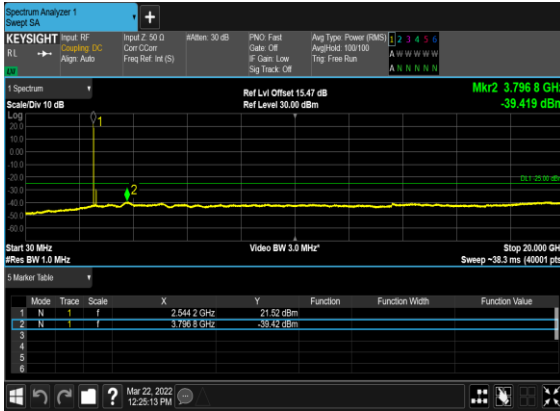 Spectrum Analyzer 1
Swept SA
+
KEYSIGHT Input: RF Input Z: 50 Ω #Atten: 30 dB PNO: Fast Avg Type: Power (RMS) 1 2 3 4 5 6
RL Coupling: DC Corr CCorr Gate: Off Avg|Hold: 100/100 A W W W W W
Align: Auto Freq Ref: Int (S) IF Gain: Low Trig: Free Run
Sig Track: Off A N N N N N
1 Spectrum Ref Lvl Offset 15.47 dB Mkr2 3.796 8 GHz
Scale/Div 10 dB Ref Level 30.00 dBm -39.419 dBm
Log
20.0
10.0
0.00
-10.0
-20.0
-30.0
-40.0
-50.0
-60.0
1
2
DL1 -25.00 dBm
Start 30 MHz Video BW 3.0 MHz* Stop 20.000 GH
#Res BW 1.0 MHz Sweep ~38.3 ms (40001 pts
5 Marker Table
Mode Trace Scale X Y Function Function Width Function Value
1 N 1 f 2.544 2 GHz 21.52 dBm
2 N 1 f 3.796 8 GHz -39.42 dBm
3
4
5
6
? Mar 22, 2022
12:25:13 PM